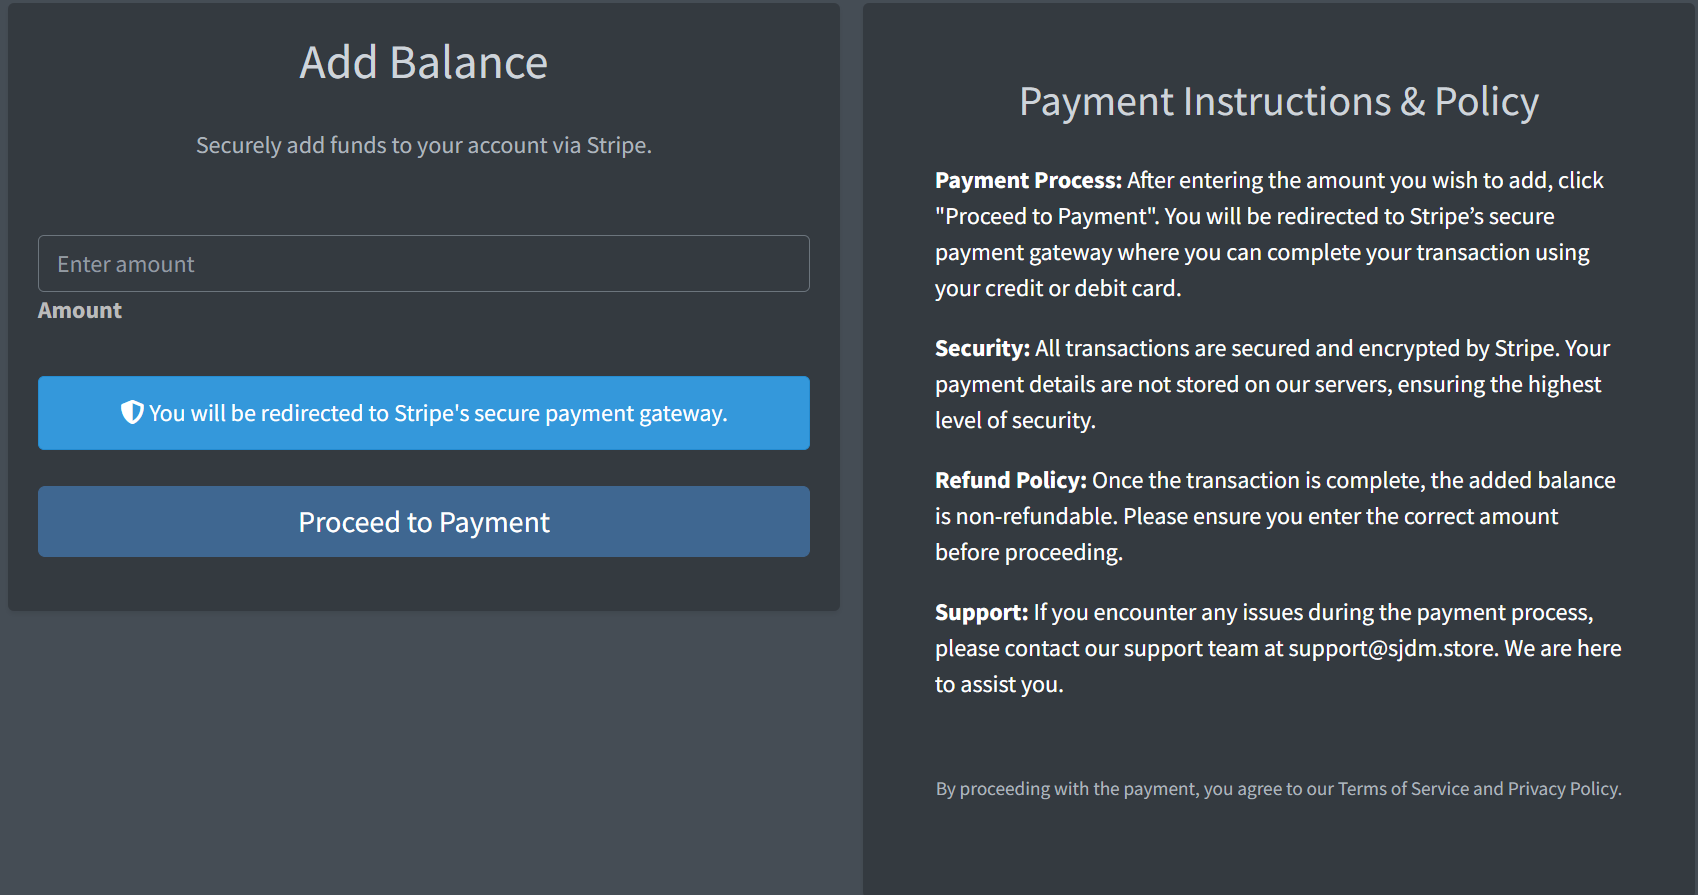 Add Balance
Securely add funds to your account via Stripe.
Enter amount
Amount
You will be redirected to Stripe's secure payment gateway.
Proceed to Payment
Payment Instructions & Policy
Payment Process: After entering the amount you wish to add, click
"Proceed to Payment". You will be redirected to Stripe’s secure
payment gateway where you can complete your transaction using
your credit or debit card.
Security: All transactions are secured and encrypted by Stripe. Your
payment details are not stored on our servers, ensuring the highest
level of security.
Refund Policy: Once the transaction is complete, the added balance
is non-refundable. Please ensure you enter the correct amount
before proceeding.
Support: If you encounter any issues during the payment process,
please contact our support team at support@sjdm.store. We are here
to assist you.
By proceeding with the payment, you agree to our Terms of Service and Privacy Policy.